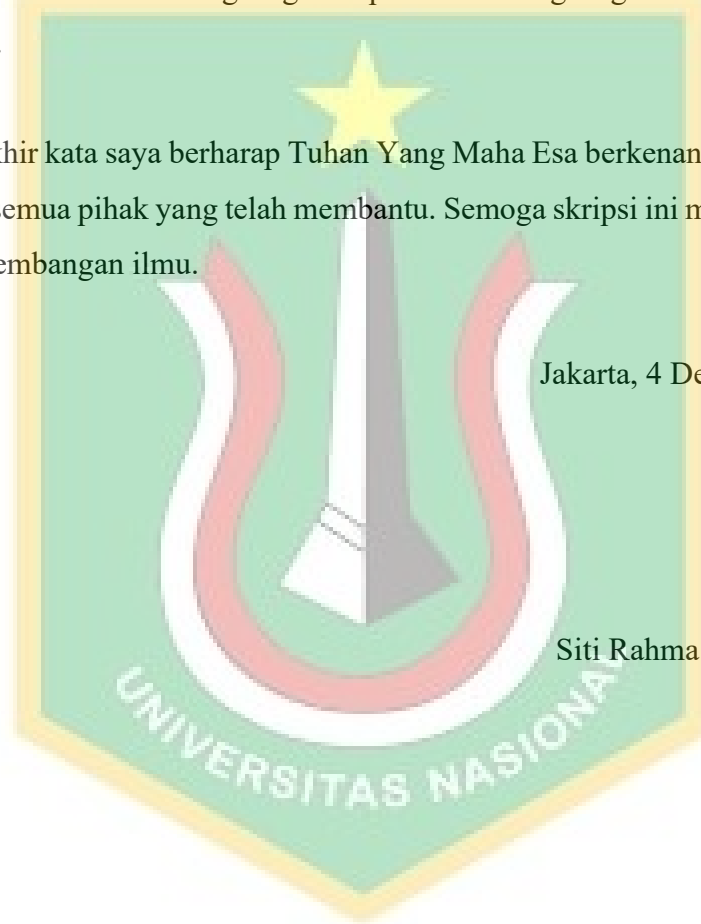 khir kata saya berharap Tuhan Yang Maha Esa berkenan
semua pihak yang telah membantu. Semoga skripsi ini m
embangan ilmu.
Jakarta, 4 De
Siti Rahma
UNIVERSITAS NASIONAL